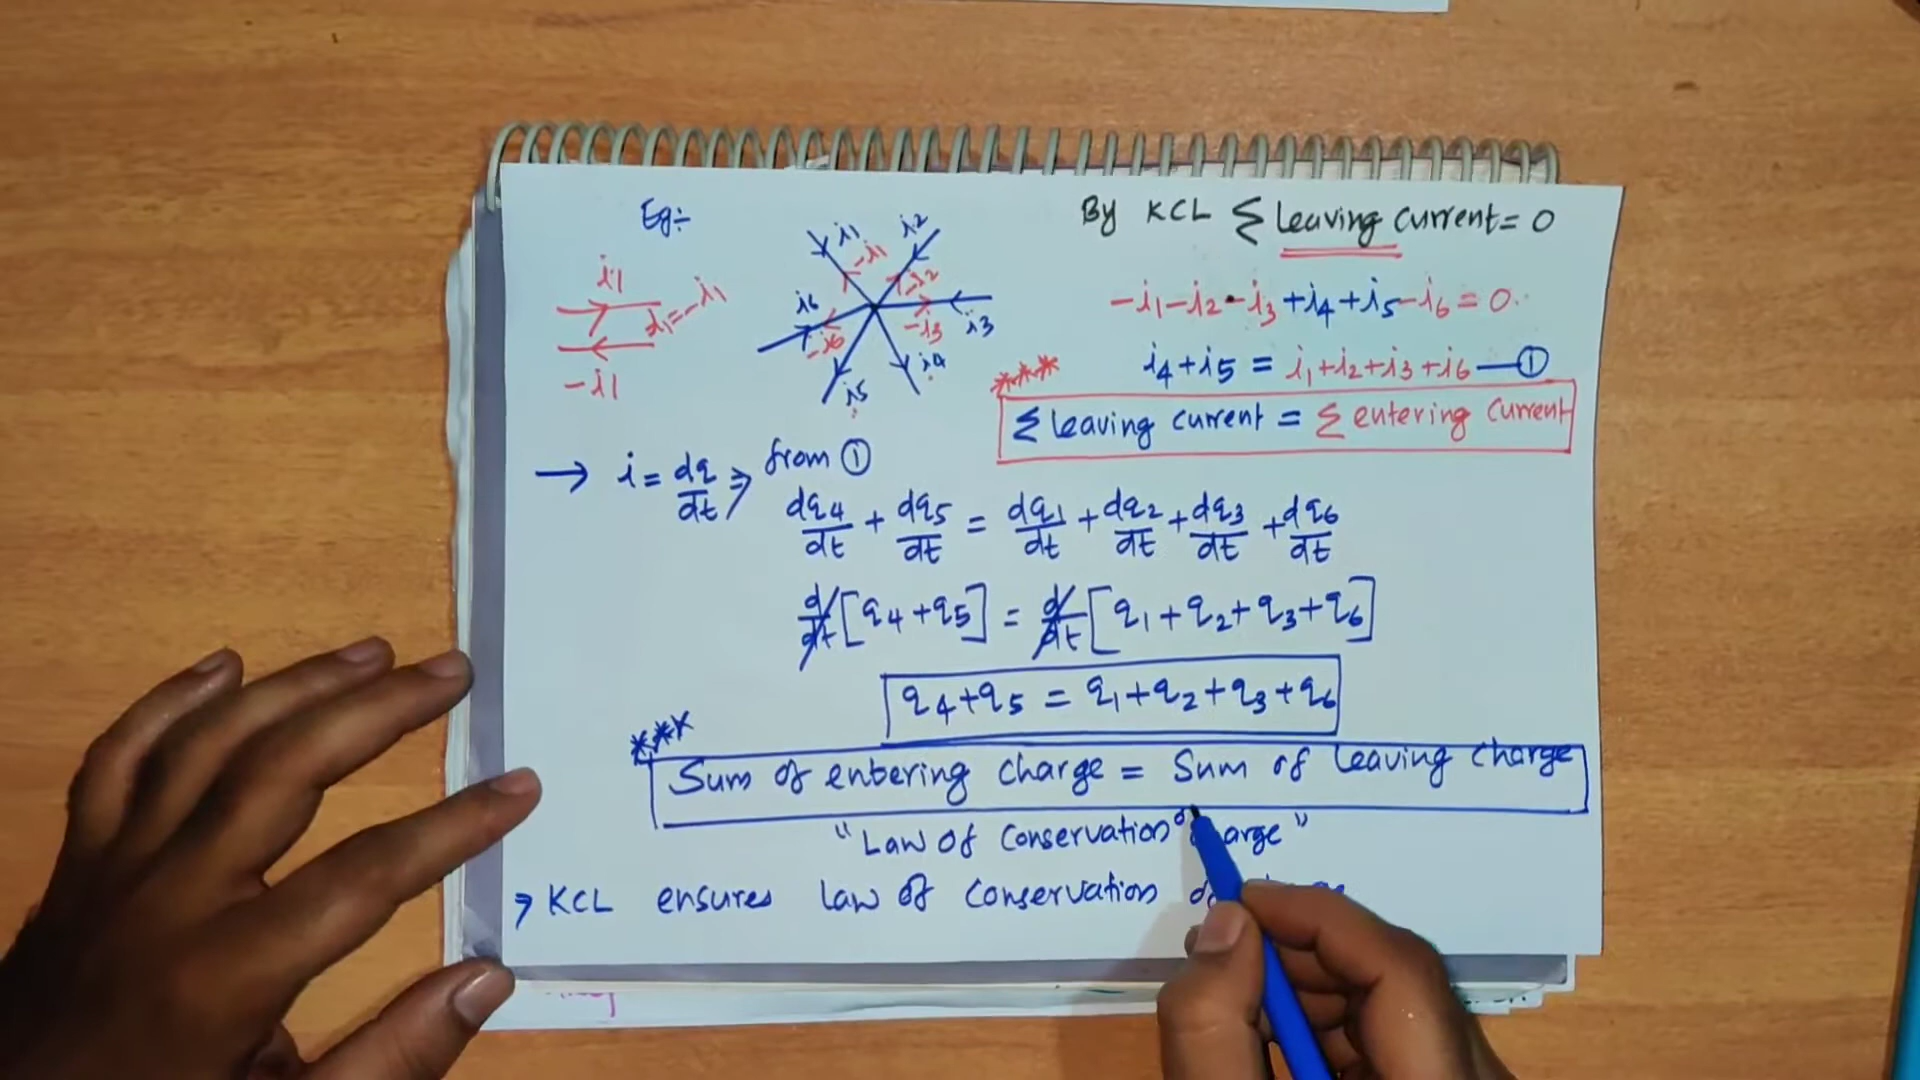 Eg:-
By KCL Σ leaving current = 0
i1
-i1
i1 = -i1
i1
-i1
i2
-i2
i3
-i3
i4
i5
i6
-i6
-i1-i2-i3+i4+i5-i6=0.
i4+i5 = i1+i2+i3+i6 —①
***
Σ leaving current = Σ entering current
→ i = dq/dt ⇒ from ①
dq4/dt + dq5/dt = dq1/dt + dq2/dt + dq3/dt + dq6/dt
d/dt[q4+q5] = d/dt[q1+q2+q3+q6]
q4+q5 = q1+q2+q3+q6
***
Sum of entering charge = Sum of leaving charge
"Law of conservation of charge"
→ KCL ensures law of conservation of